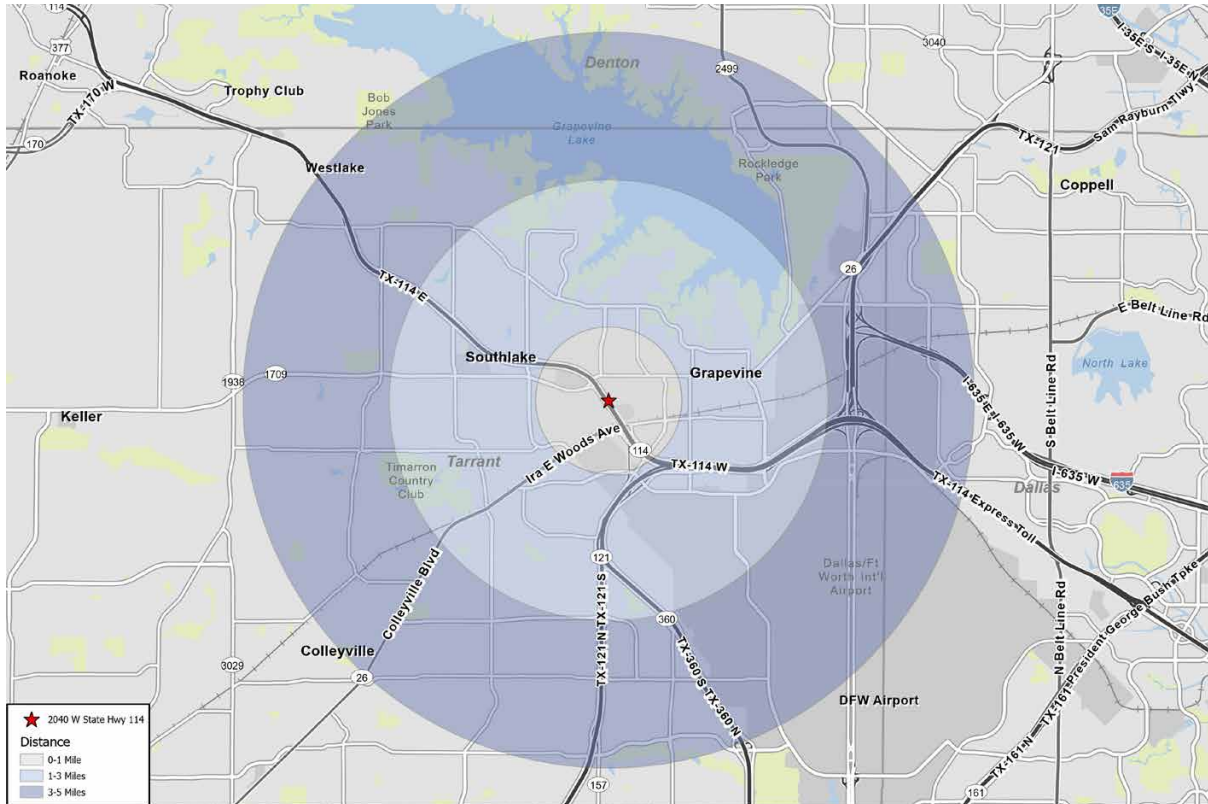 114
377
Roanoke
TX-170 W
170
Trophy Club
Bob
Jones
Park
Denton
2499
3040
35E
I-35E S
I-35E N
Grapevine
Lake
Westlake
Rockledge
Park
TX-121
Sam Rayburn Tlwy
Coppell
TX-114 E
26
E Belt Line Rd
North Lake
Southlake
Grapevine
1938
1709
Keller
S Belt Line Rd
I-635 E
I-635 W
I-635 W
635
Ira E Woods Ave
114
TX-114 W
Tarrant
Timarron
Country
Club
TX-114 Express Toll
Dallas
121
Dallas/Ft
Worth Int'l
Airport
Colleyville Blvd
TX-121 N
TX-121 S
360
TX-360 S
TX-360 N
N Belt Line Rd
TX-161 President George Bush Tpke
TX-161 N
Colleyville
3029
26
DFW Airport
157
161
2040 W State Hwy 114
Distance
0-1 Mile
1-3 Miles
3-5 Miles